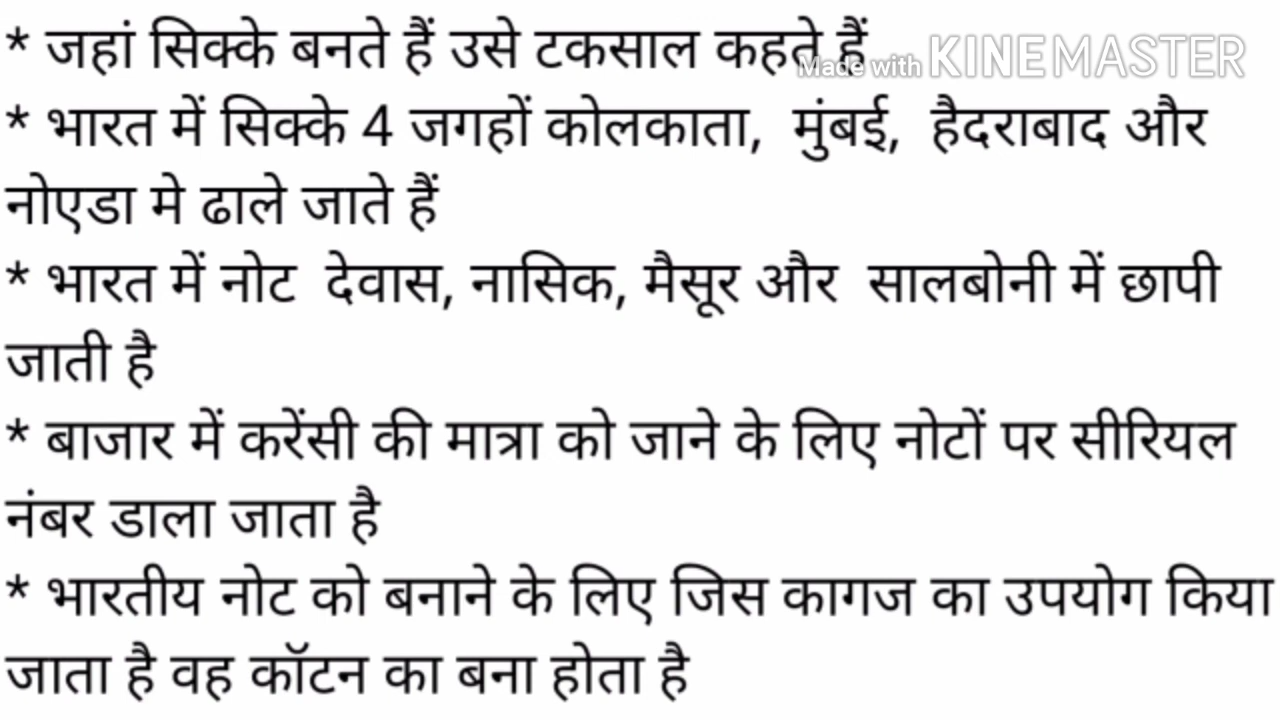 * जहां सिक्के बनते हैं उसे टकसाल कहते हैं
Made with KINEMASTER
* भारत में सिक्के 4 जगहों कोलकाता, मुंबई, हैदराबाद और
नोएडा मे ढाले जाते हैं
* भारत में नोट देवास, नासिक, मैसूर और सालबोनी में छापी
जाती है
* बाजार में करेंसी की मात्रा को जाने के लिए नोटों पर सीरियल
नंबर डाला जाता है
* भारतीय नोट को बनाने के लिए जिस कागज का उपयोग किया
जाता है वह कॉटन का बना होता है